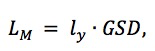 L_M = l_y · GSD,